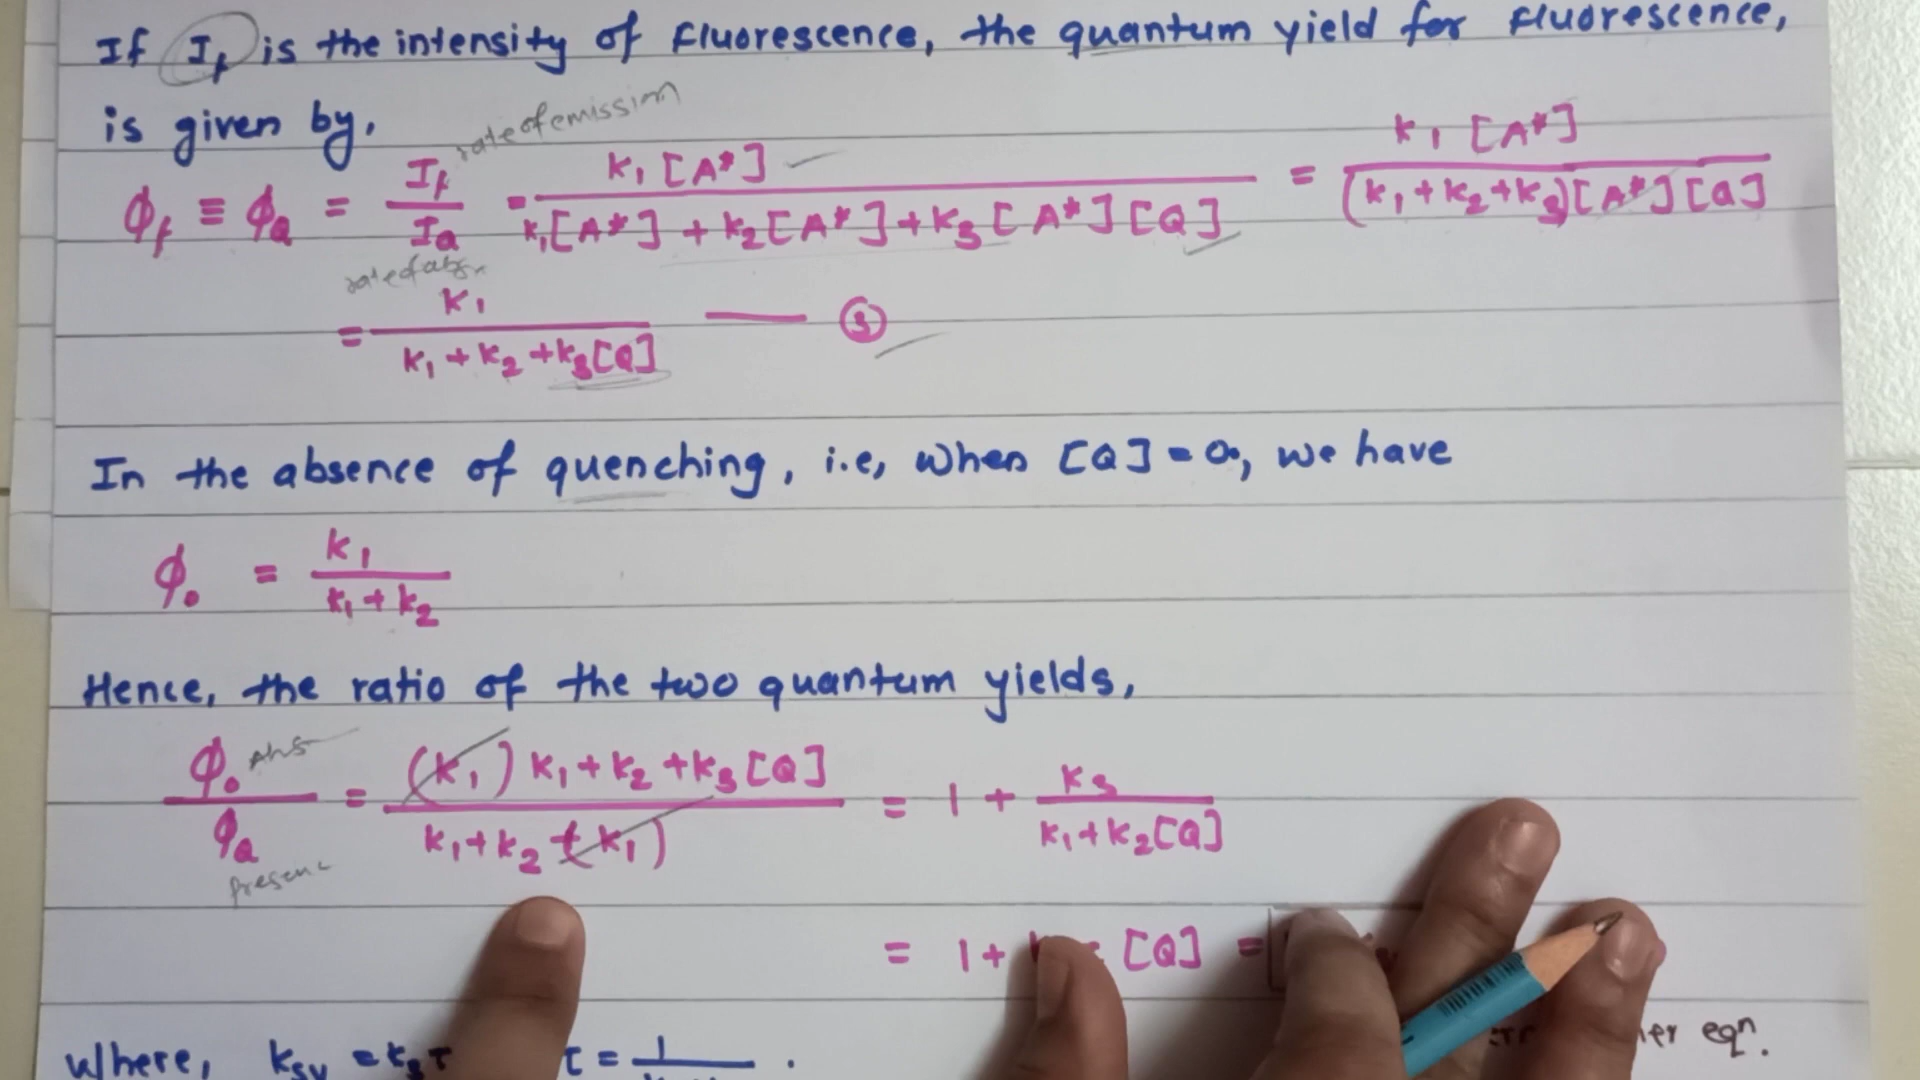 If I_f is the intensity of fluorescence, the quantum yield for fluorescence,
is given by,
rate of emission
ϕ_f ≡ ϕ_Q = I_f / I_a = k₁[A*] / k₁[A*] + k₂[A*] + k₃[A*][Q] = k₁[A*] / (k₁+k₂+k₃)[A*][Q]
rate of abs.
= k₁ / k₁+k₂+k₃[Q] —— ③
In the absence of quenching, i.e, when [Q]=0, we have
ϕ₀ = k₁ / k₁+k₂
Hence, the ratio of the two quantum yields,
ϕ₀ / ϕ_Q = (k₁) k₁+k₂+k₃[Q] / k₁+k₂ + (k₁) = 1 + k₃ / k₁+k₂[Q]
= 1 + [Q] =
Where, k_sv = k₃τ τ = 1 / .
eqn.